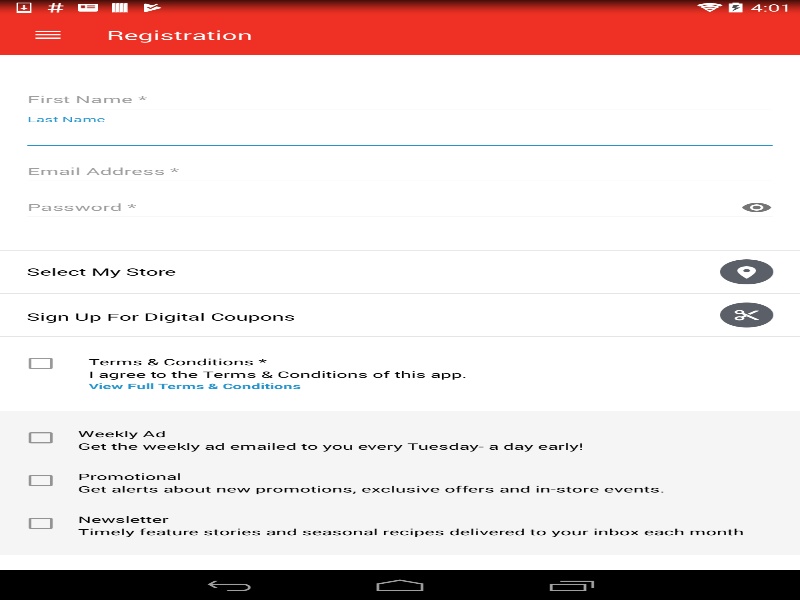 4:01
Registration
First Name *
Last Name
Email Address *
Password *
Select My Store
Sign Up For Digital Coupons
Terms & Conditions *
I agree to the Terms & Conditions of this app.
View Full Terms & Conditions
Weekly Ad
Get the weekly ad emailed to you every Tuesday- a day early!
Promotional
Get alerts about new promotions, exclusive offers and in-store events.
Newsletter
Timely feature stories and seasonal recipes delivered to your inbox each month